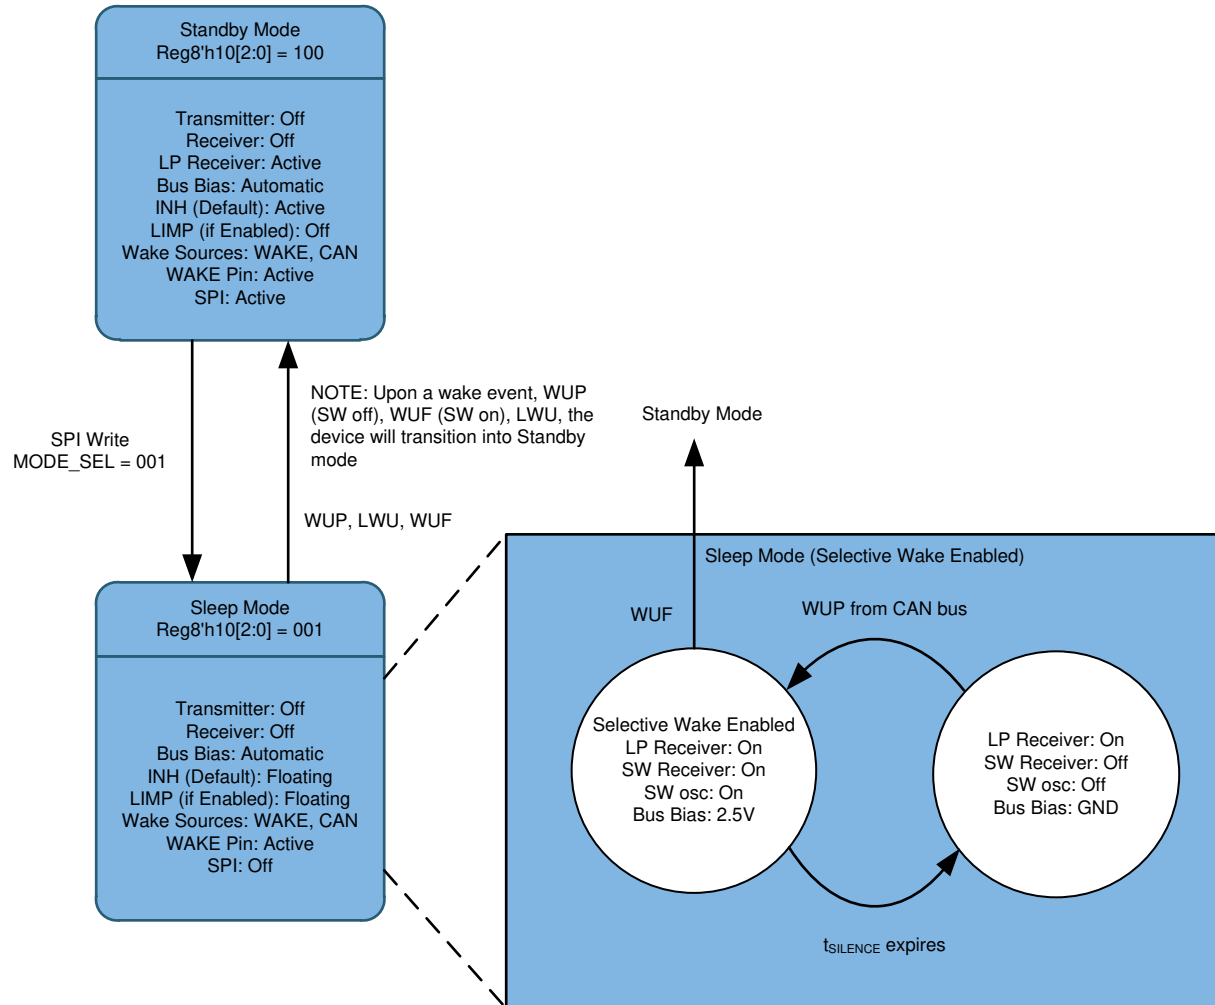 Standby Mode
Reg8'h10[2:0] = 100
Transmitter: Off
Receiver: Off
LP Receiver: Active
Bus Bias: Automatic
INH (Default): Active
LIMP (if Enabled): Off
Wake Sources: WAKE, CAN
WAKE Pin: Active
SPI: Active
SPI Write
MODE_SEL = 001
NOTE: Upon a wake event, WUP
(SW off), WUF (SW on), LWU, the
device will transition into Standby
mode
WUP, LWU, WUF
Sleep Mode
Reg8'h10[2:0] = 001
Transmitter: Off
Receiver: Off
Bus Bias: Automatic
INH (Default): Floating
LIMP (if Enabled): Floating
Wake Sources: WAKE, CAN
WAKE Pin: Active
SPI: Off
Standby Mode
Sleep Mode (Selective Wake Enabled)
WUF
WUP from CAN bus
Selective Wake Enabled
LP Receiver: On
SW Receiver: On
SW osc: On
Bus Bias: 2.5V
LP Receiver: On
SW Receiver: Off
SW osc: Off
Bus Bias: GND
tSILENCE expires